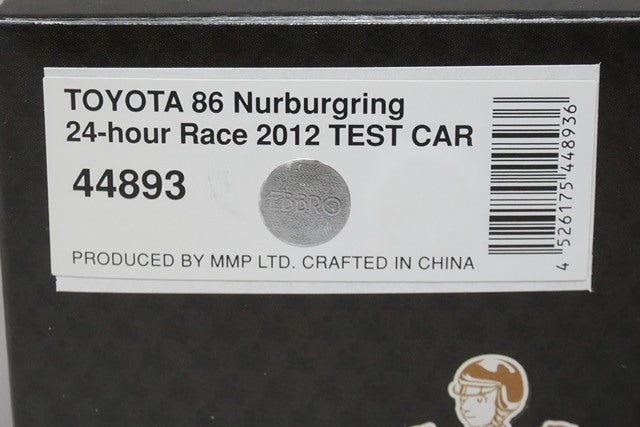 TOYOTA 86 Nurburgring
24-hour Race 2012 TEST CAR
44893
EBBRO
PRODUCED BY MMP LTD. CRAFTED IN CHINA
4 526175 448936